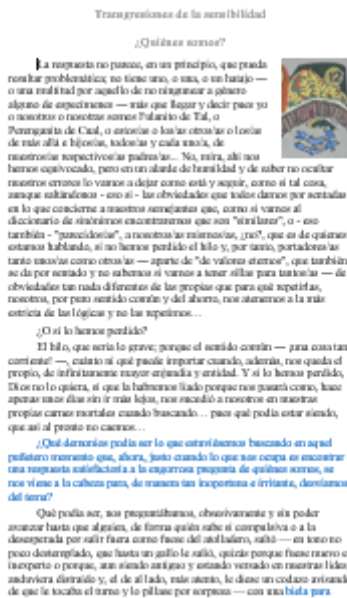 Transgresiones de la sensibilidad
¿Quiénes somos?
La respuesta no parece, en un principio, que pueda
resultar problemática; no tiene uno, o una, o un hatajo —
o una multitud por aquello de no ningunear a género
alguno de especímenes — más que llegar y decir pues yo
o nosotros o nosotras somos Fulanito de Tal, o
Perenganita de Cual, o estos/as o los/as otros/as o los/as
de más allá e hijos/as, todos/as y cada uno/a, de
nuestros/as respectivos/as padres/as... No, mira, ahí nos
hemos equivocado, pero en un alarde de humildad y de saber no ocultar
nuestros errores lo vamos a dejar como está y seguir, como si tal cosa,
aunque saltándonos - eso sí - las obviedades que todos damos por sentadas
en lo que concierne a nuestros semejantes que, como si vamos al
diccionario de sinónimos encontraremos que son "similares", o - eso
también - "parecidos/as", a nosotros/as mismos/as, ¿no?, que es de quienes
estamos hablando, si no hemos perdido el hilo y, por tanto, portadores/as
tanto unos/as como otros/as — aparte de "de valores eternos", que también
se da por sentado y no sabemos si vamos a tener sillas para tantos/as — de
obviedades tan nada diferentes de las propias que para qué repetirlas,
nosotros, por puro sentido común y del ahorro, nos atenemos a la más
estricta de las lógicas y no las repetimos…
¿O sí lo hemos perdido?
El hilo, que sería lo grave; porque el sentido común — ¡una cosa tan
corriente! —, cuánto ni qué puede importar cuando, además, nos queda el
propio, de infinitamente mayor enjundia y entidad. Y si lo hemos perdido,
Dios no lo quiera, sí que la habremos liado porque nos pasará como, hace
apenas unos días sin ir más lejos, nos sucedió a nosotros en nuestras
propias carnes mortales cuando buscando… pues qué podía estar siendo,
que así al pronto no caemos…
¿Qué demonios podía ser lo que estuviésemos buscando en aquel
puñetero momento que, ahora, justo cuando lo que nos ocupa es encontrar
una respuesta satisfactoria a la engorrosa pregunta de quiénes somos, se
nos viene a la cabeza para, de manera tan inoportuna e irritante, desviarnos
del tema?
Qué podía ser, nos preguntábamos, obsesivamente y sin poder
avanzar hasta que alguien, de forma quién sabe si compulsiva o a la
desesperada por salir fuera como fuese del atolladero, saltó — en tono no
poco destemplado, que hasta un gallo le salió, quizás porque fuese nuevo e
inexperto o porque, aun siendo antiguo y estando versado en nuestras lides
anduviera distraído y, el de al lado, más atento, le diese un codazo avisando
de que le tocaba el turno y lo pillase por sorpresa — con una biela para